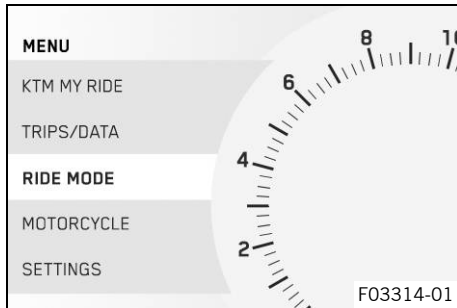 MENU
KTM MY RIDE
TRIPS/DATA
RIDE MODE
MOTORCYCLE
SETTINGS
2
4
6
8
F03314-01